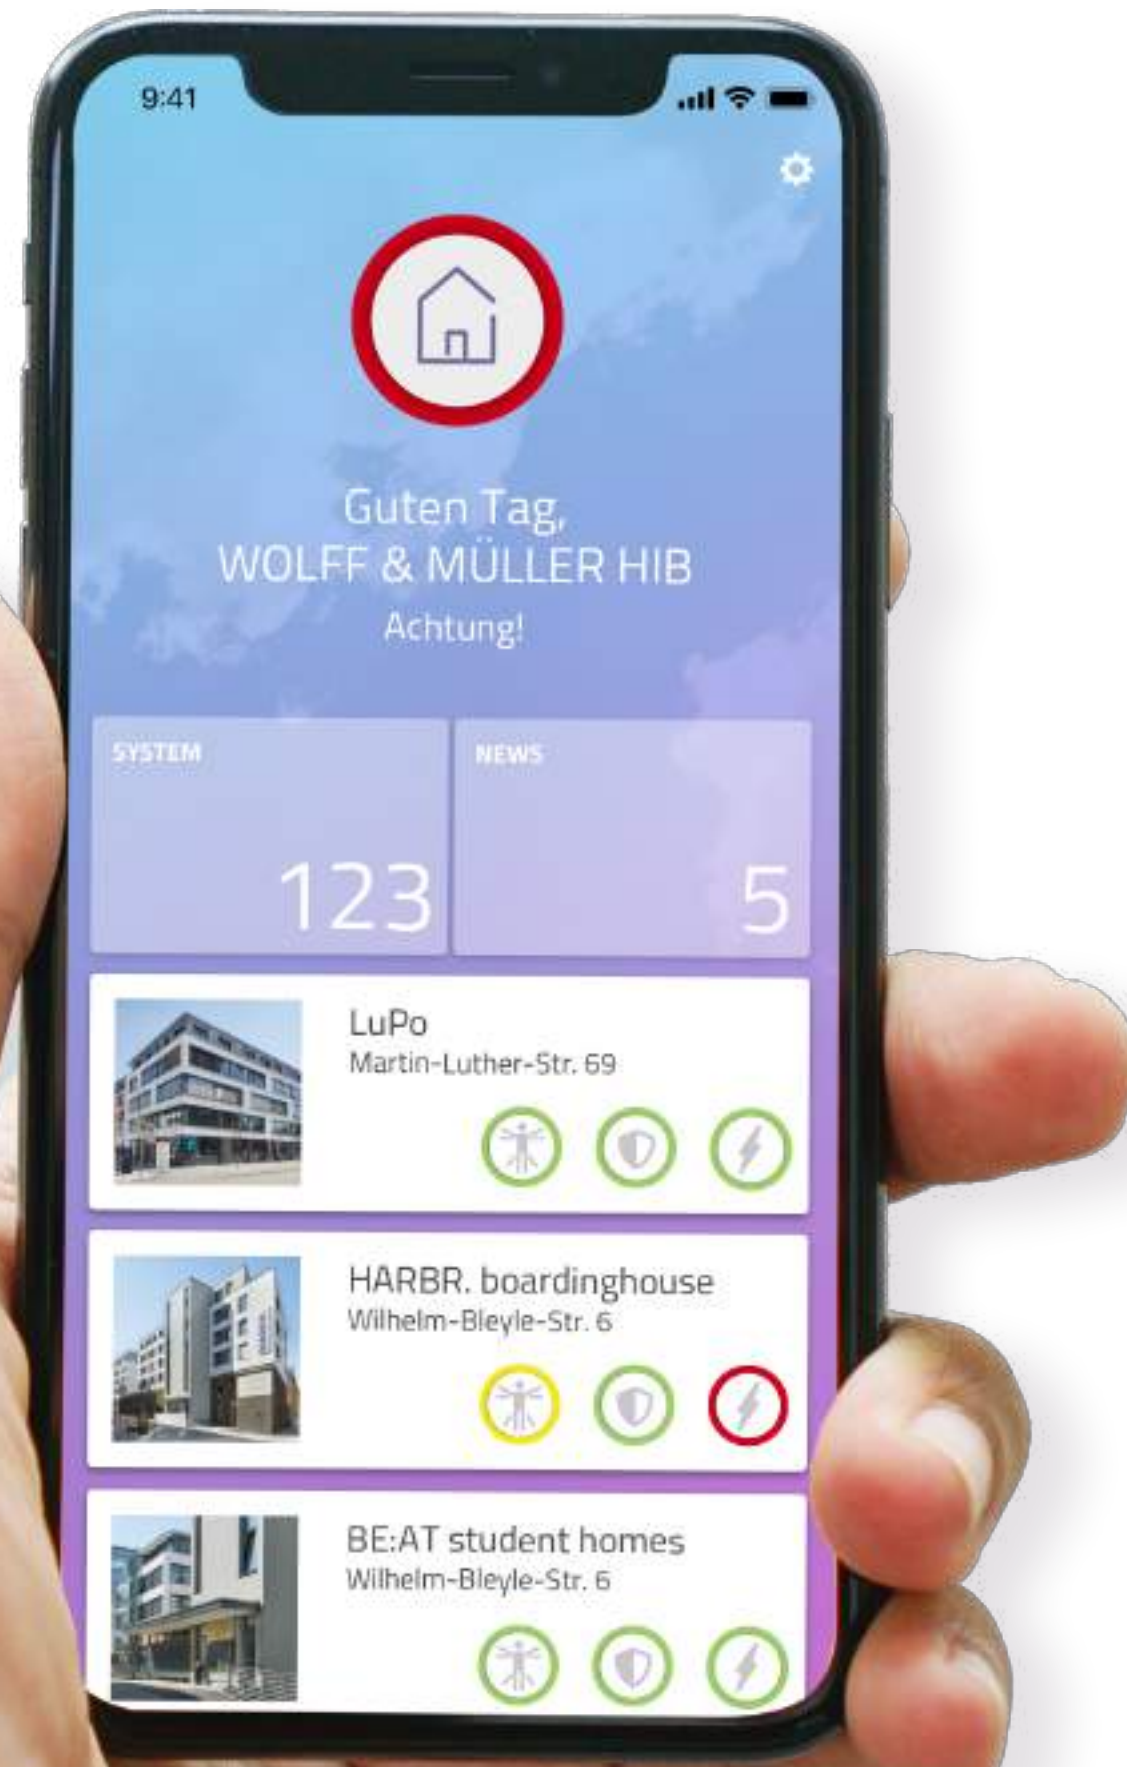 9:41
Guten Tag,
WOLFF & MÜLLER HIB
Achtung!
SYSTEM
NEWS
123
5
LuPo
Martin-Luther-Str. 69
HARBR. boardinghouse
Wilhelm-Bleyle-Str. 6
BE:AT student homes
Wilhelm-Bleyle-Str. 6